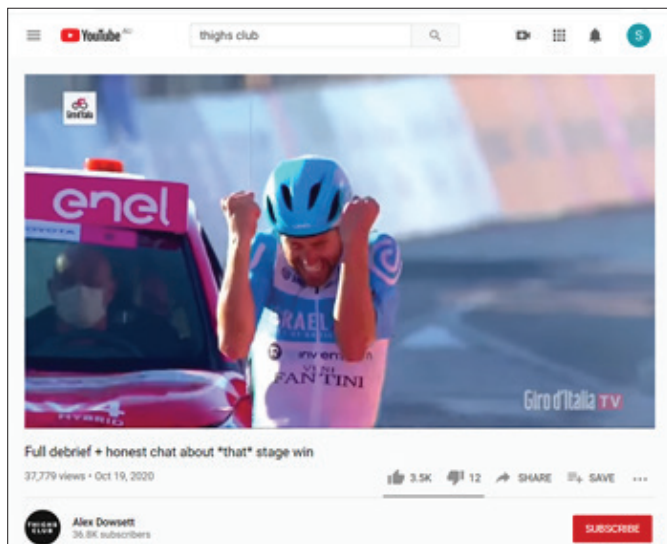 YouTube AU
thighs club
S
Giro d'Italia
enel
TOYOTA
HYBRID
ISRAEL
VINI
FANTINI
Giro d'Italia TV
Full debrief + honest chat about *that* stage win
37,779 views • Oct 19, 2020
3.5K 12 SHARE SAVE ...
THIGHS
CLUB
Alex Dowsett
36.8K subscribers
SUBSCRIBE